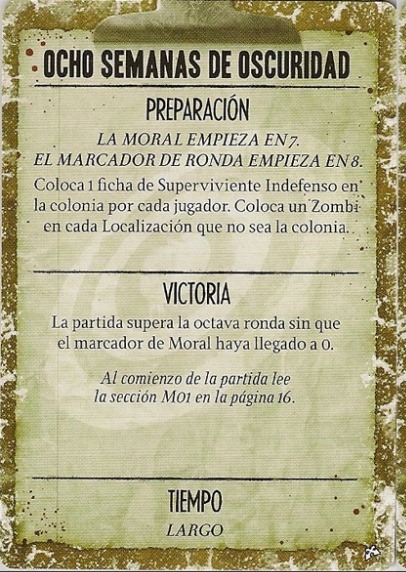 OCHO SEMANAS DE OSCURIDAD
PREPARACIÓN
LA MORAL EMPIEZA EN 7.
EL MARCADOR DE RONDA EMPIEZA EN 8.
Coloca 1 ficha de Superviviente Indefenso en
la colonia por cada jugador. Coloca un Zombi
en cada Localización que no sea la colonia.
VICTORIA
La partida supera la octava ronda sin que
el marcador de Moral haya llegado a 0.
Al comienzo de la partida lee
la sección M01 en la página 16.
TIEMPO
LARGO